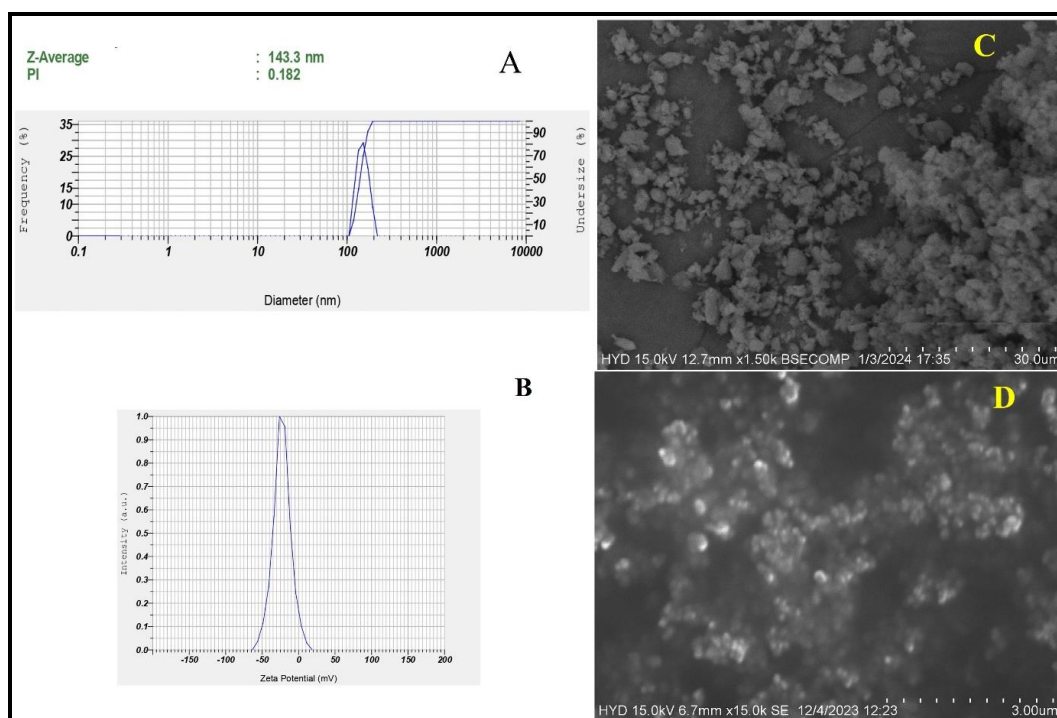 Z-Average : 143.3 nm
PI : 0.182
A
Frequency (%)
35
25
15
10
5
0
90
70
50
30
10
Undersize (%)
0.1 1 10 100 1000 10000
Diameter (nm)
B
Intensity (a.u.)
1.0
0.9
0.8
0.7
0.6
0.5
0.4
0.3
0.2
0.1
0.0
-150 -100 -50 0 50 100 150 200
Zeta Potential (mV)
C
HYD 15.0kV 12.7mm x1.50k BSECOMP 1/3/2024 17:35 30.0um
D
HYD 15.0kV 6.7mm x15.0k SE 12/4/2023 12:23 3.00um